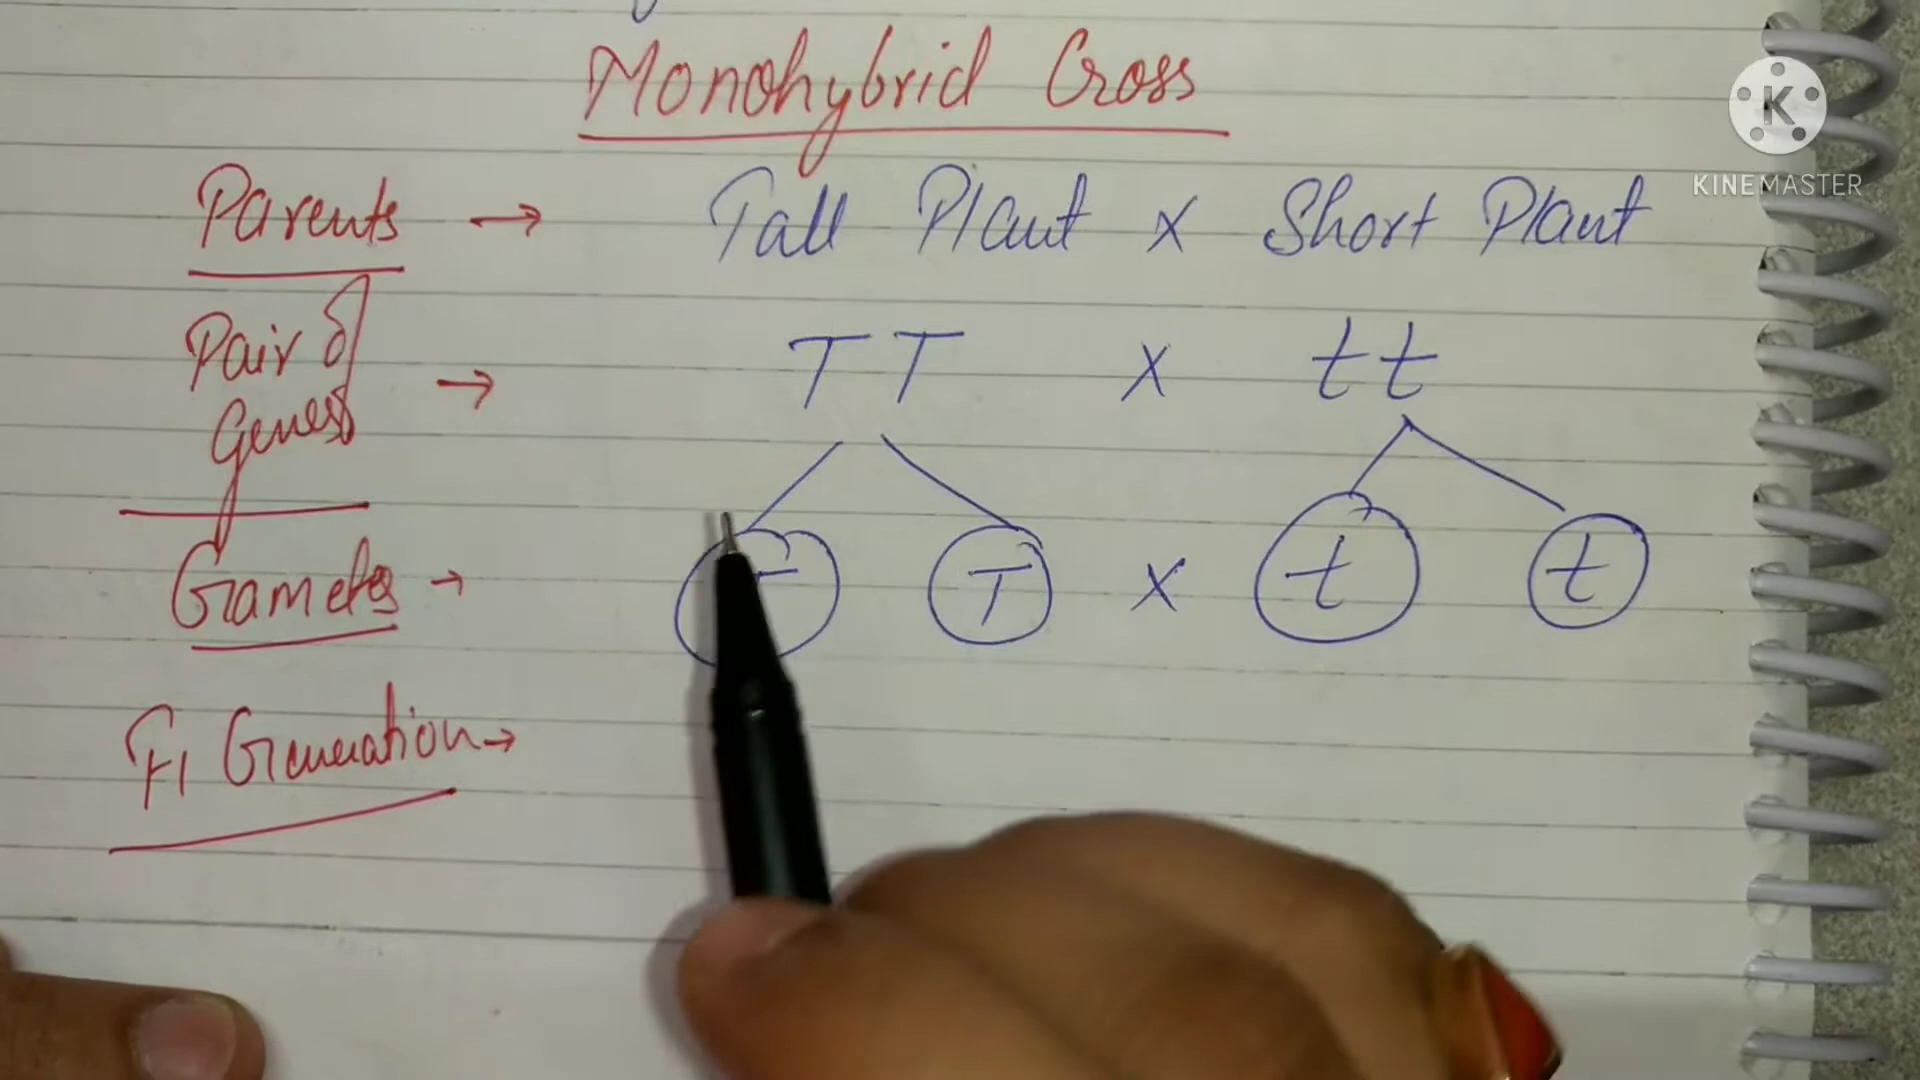 Monohybrid Cross
KINEMASTER
Parents → Tall Plant x Short Plant
Pair of
genes → TT x tt
Gametes → T T x t t
F1 Generation →